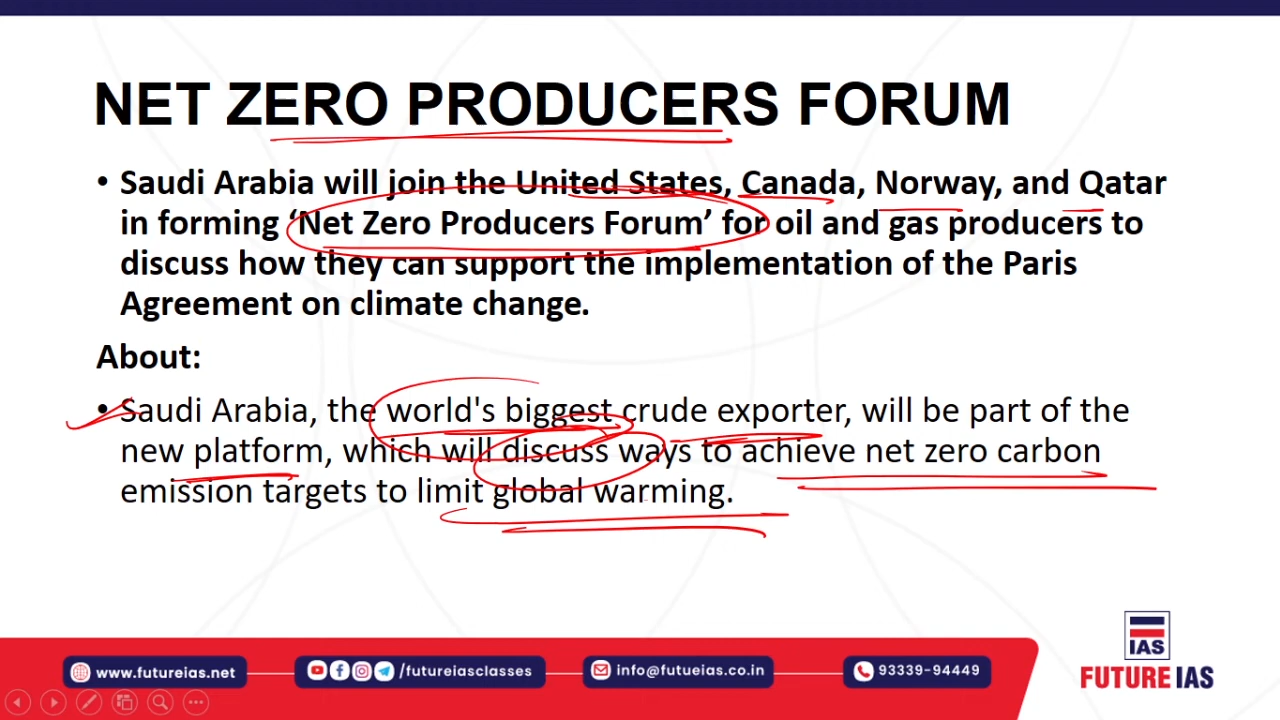 NET ZERO PRODUCERS FORUM
• Saudi Arabia will join the United States, Canada, Norway, and Qatar
in forming ‘Net Zero Producers Forum’ for oil and gas producers to
discuss how they can support the implementation of the Paris
Agreement on climate change.
About:
• Saudi Arabia, the world's biggest crude exporter, will be part of the
new platform, which will discuss ways to achieve net zero carbon
emission targets to limit global warming.
www.futureias.net
/futureiasclasses
info@futueias.co.in
93339-94449
IAS
FUTURE IAS